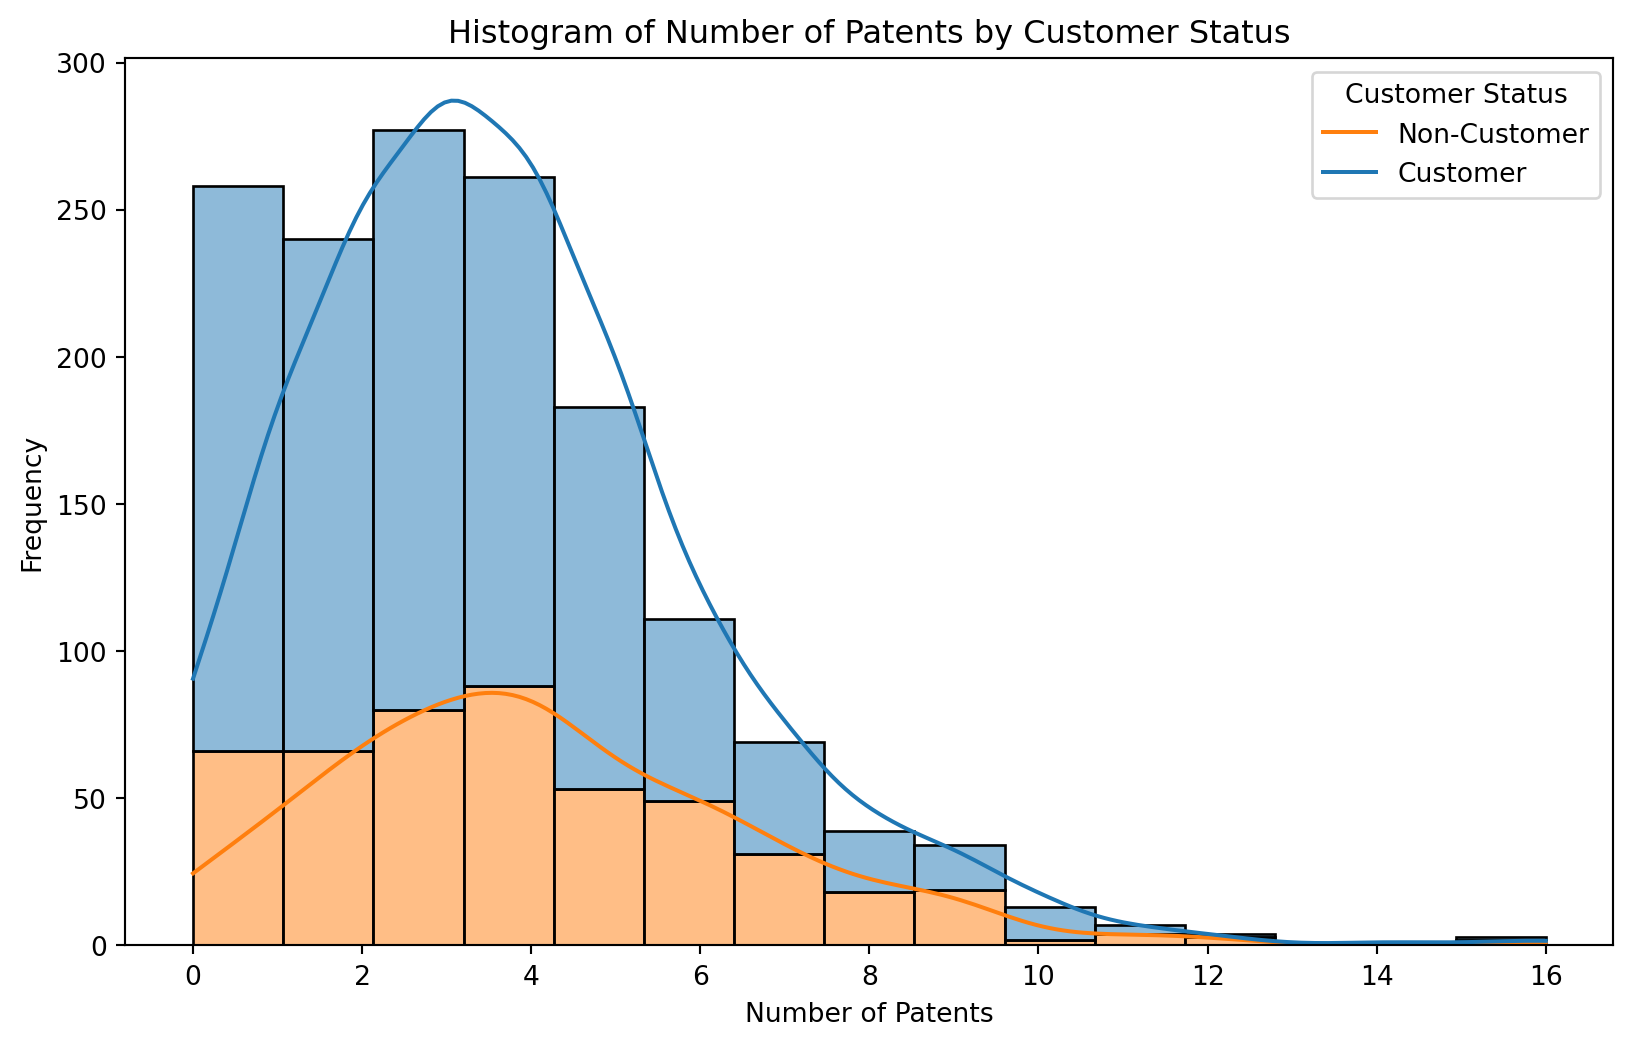 Histogram of Number of Patents by Customer Status
Customer Status
Non-Customer
Customer
Frequency
300
250
200
150
100
50
0
0 2 4 6 8 10 12 14 16
Number of Patents